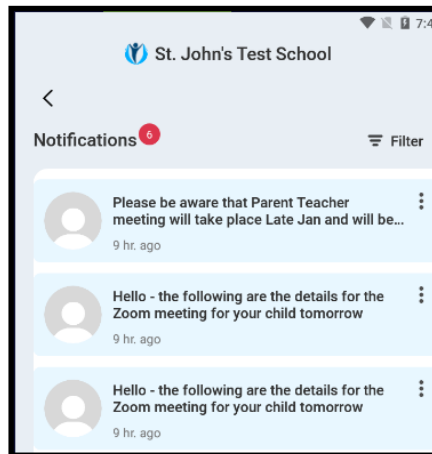 7:4
St. John's Test School
Notifications 6
Filter
Please be aware that Parent Teacher
meeting will take place Late Jan and will be...
9 hr. ago
Hello - the following are the details for the
Zoom meeting for your child tomorrow
9 hr. ago
Hello - the following are the details for the
Zoom meeting for your child tomorrow
9 hr. ago